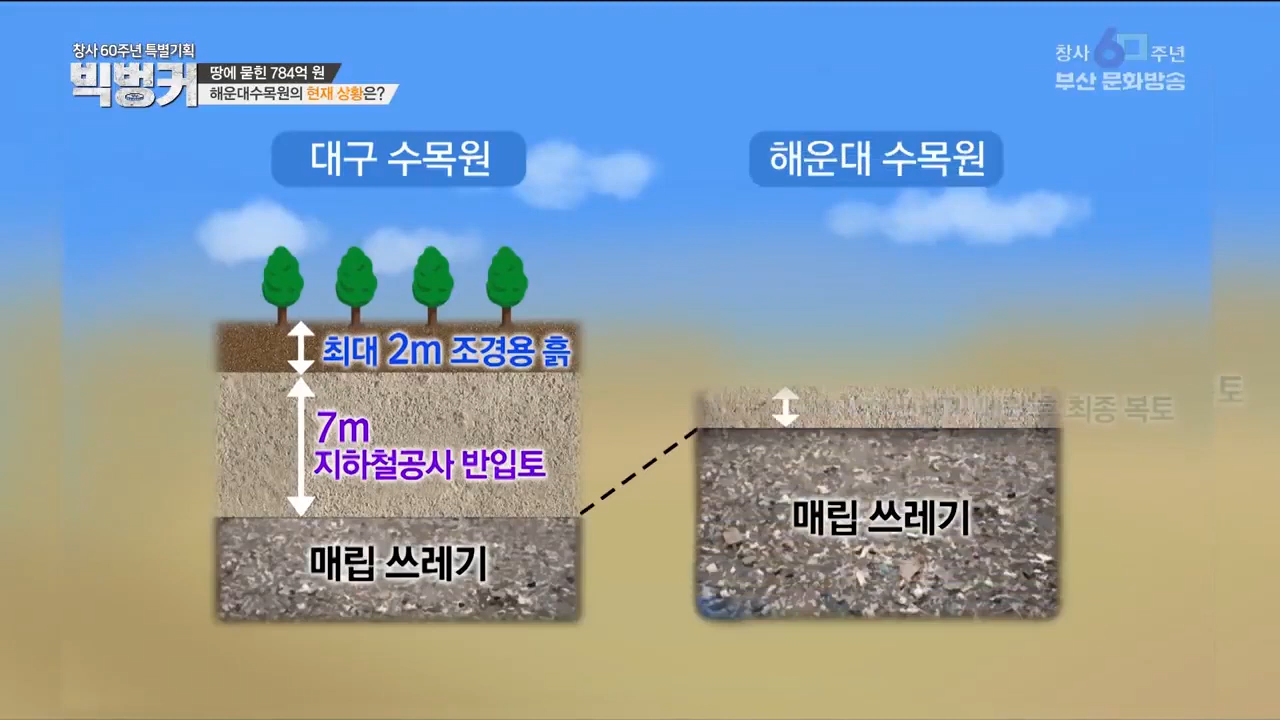 창사 60주년 특별기획
빅벙커
땅에 묻힌 784억 원
해운대수목원의 현재 상황은?
창사 60 주년
부산 문화방송
대구 수목원
해운대 수목원
최대 2m 조경용 흙
7m
지하철공사 반입토
매립 쓰레기
최종 복토
토
매립 쓰레기